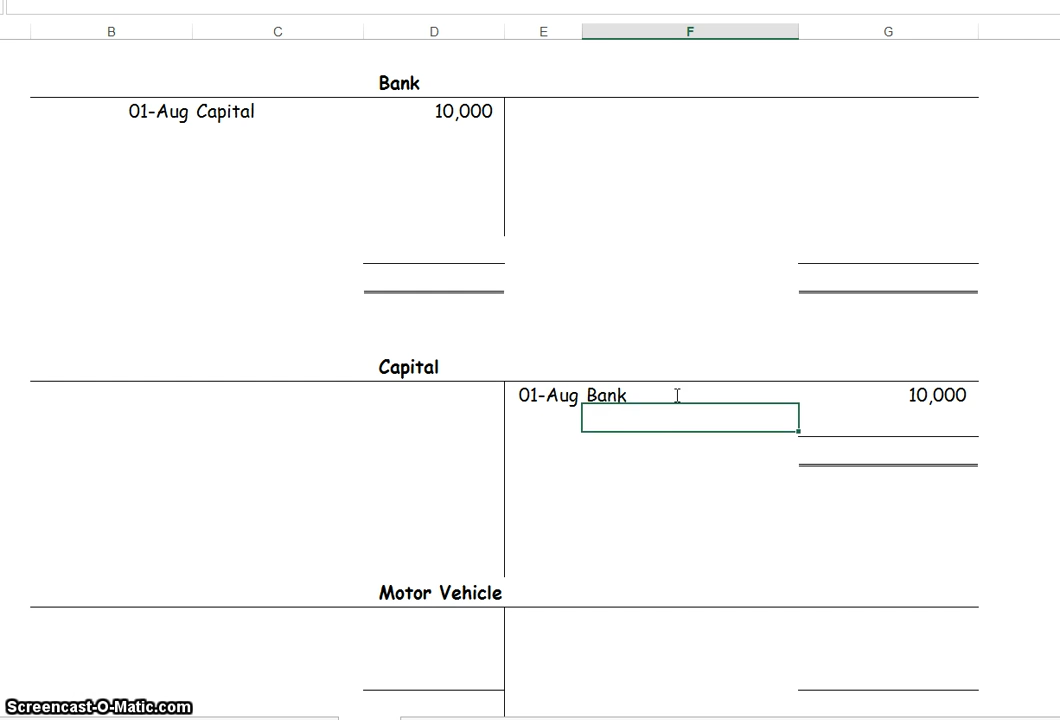 B C D E F G
Bank
01-Aug Capital 10,000
Capital
01-Aug Bank 10,000
Motor Vehicle
Screencast-O-Matic.com